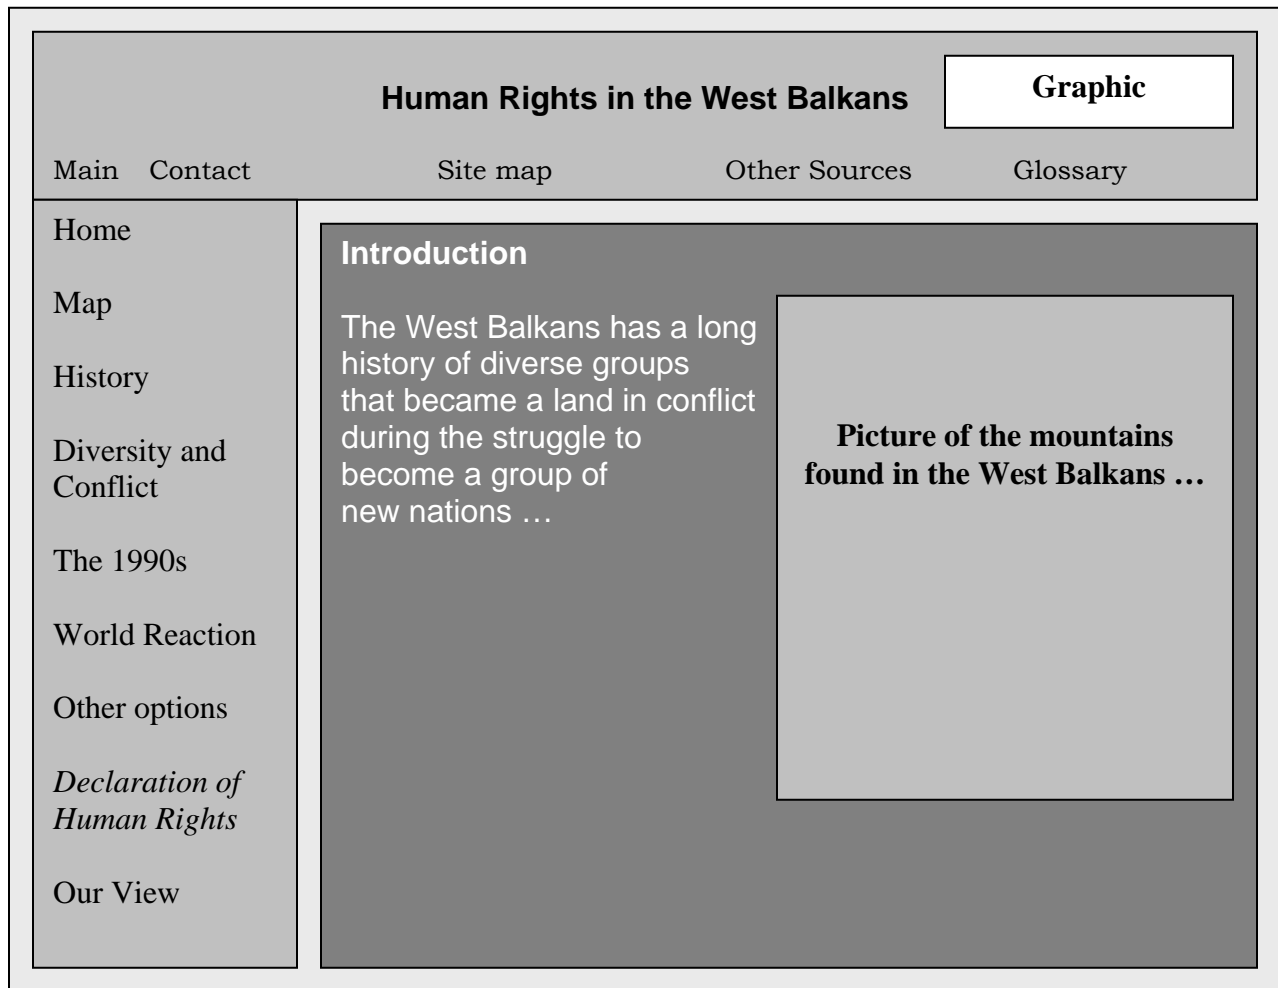 Human Rights in the West Balkans
Graphic
Main Contact Site map Other Sources Glossary
Home
Map
History
Diversity and
Conflict
The 1990s
World Reaction
Other options
Declaration of
Human Rights
Our View
Introduction
The West Balkans has a long
history of diverse groups
that became a land in conflict
during the struggle to
become a group of
new nations …
Picture of the mountains
found in the West Balkans …